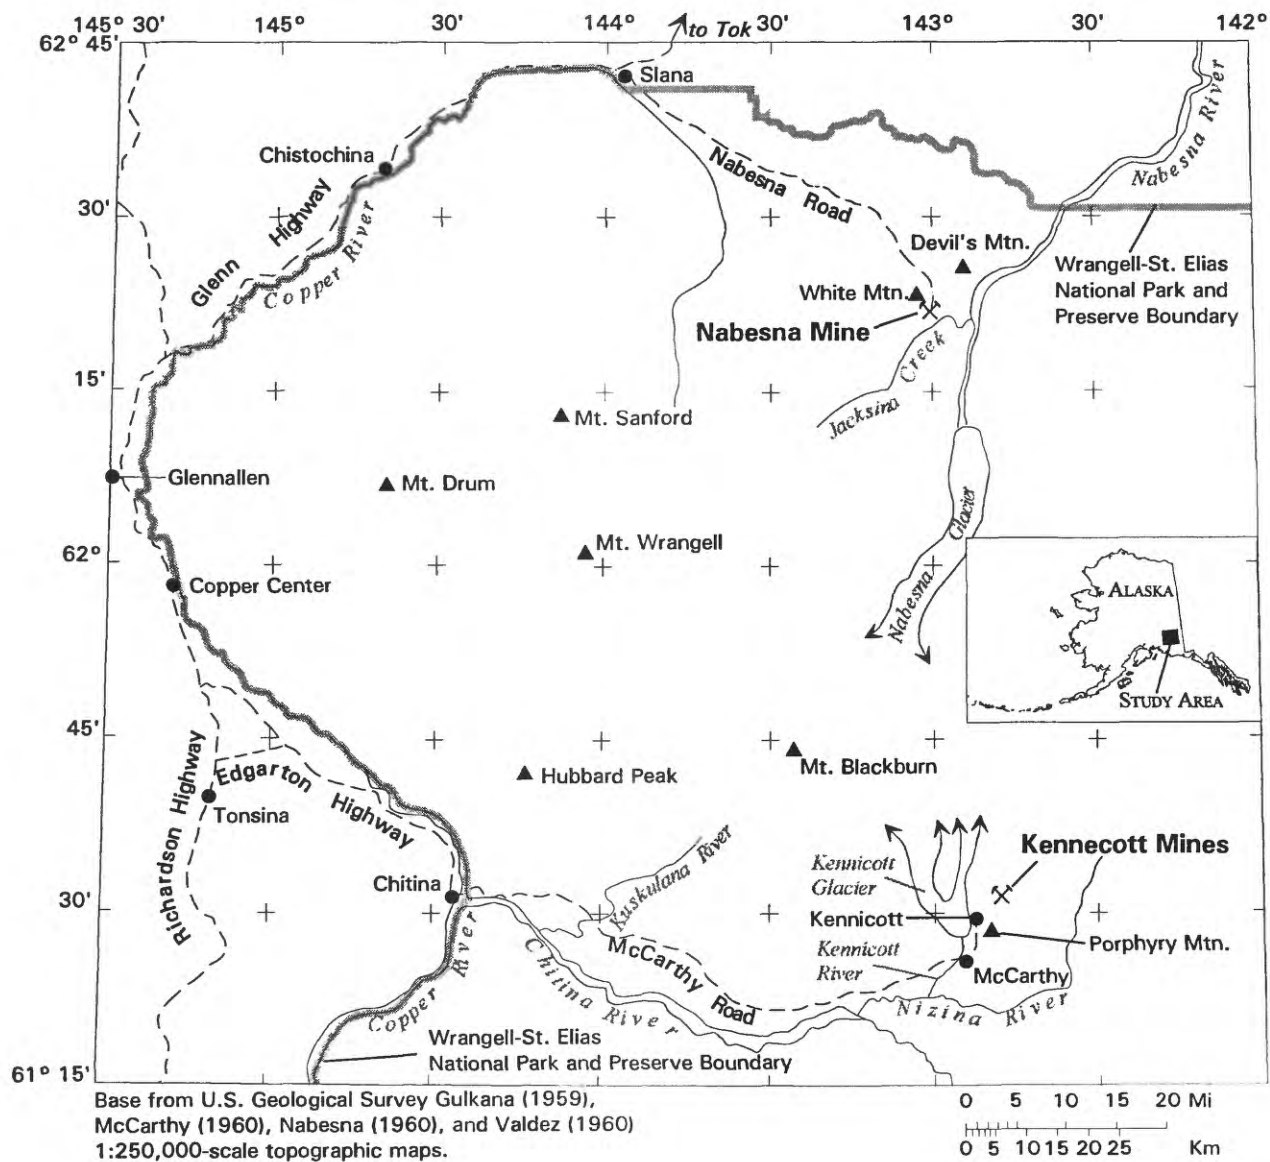 145° 30' 145° 30' 144° 30' 143° 30' 142°
62° 45'
to Tok
Slana
Nabesna River
Chistochina
Nabesna Road
30'
Glenn Highway
Copper River
Devil's Mtn.
Wrangell-St. Elias
National Park and
Preserve Boundary
White Mtn.
Nabesna Mine
15'
Jacksina Creek
Mt. Sanford
Glennallen
Mt. Drum
Nabesna Glacier
Mt. Wrangell
62°
Copper Center
ALASKA
STUDY AREA
45'
Richardson Highway
Edgarton Highway
Tonsina
Hubbard Peak
Mt. Blackburn
Kennecott Mines
Kennicott
Glacier
Kuskulana River
Chitina
30'
Kennicott
Porphyry Mtn.
McCarthy Road
Kennicott
River
McCarthy
Chitina River
Nizina River
Copper River
Wrangell-St. Elias
National Park and Preserve Boundary
61° 15'
Base from U.S. Geological Survey Gulkana (1959),
McCarthy (1960), Nabesna (1960), and Valdez (1960)
1:250,000-scale topographic maps.
0 5 10 20 Mi
0 5 10 15 20 25 Km